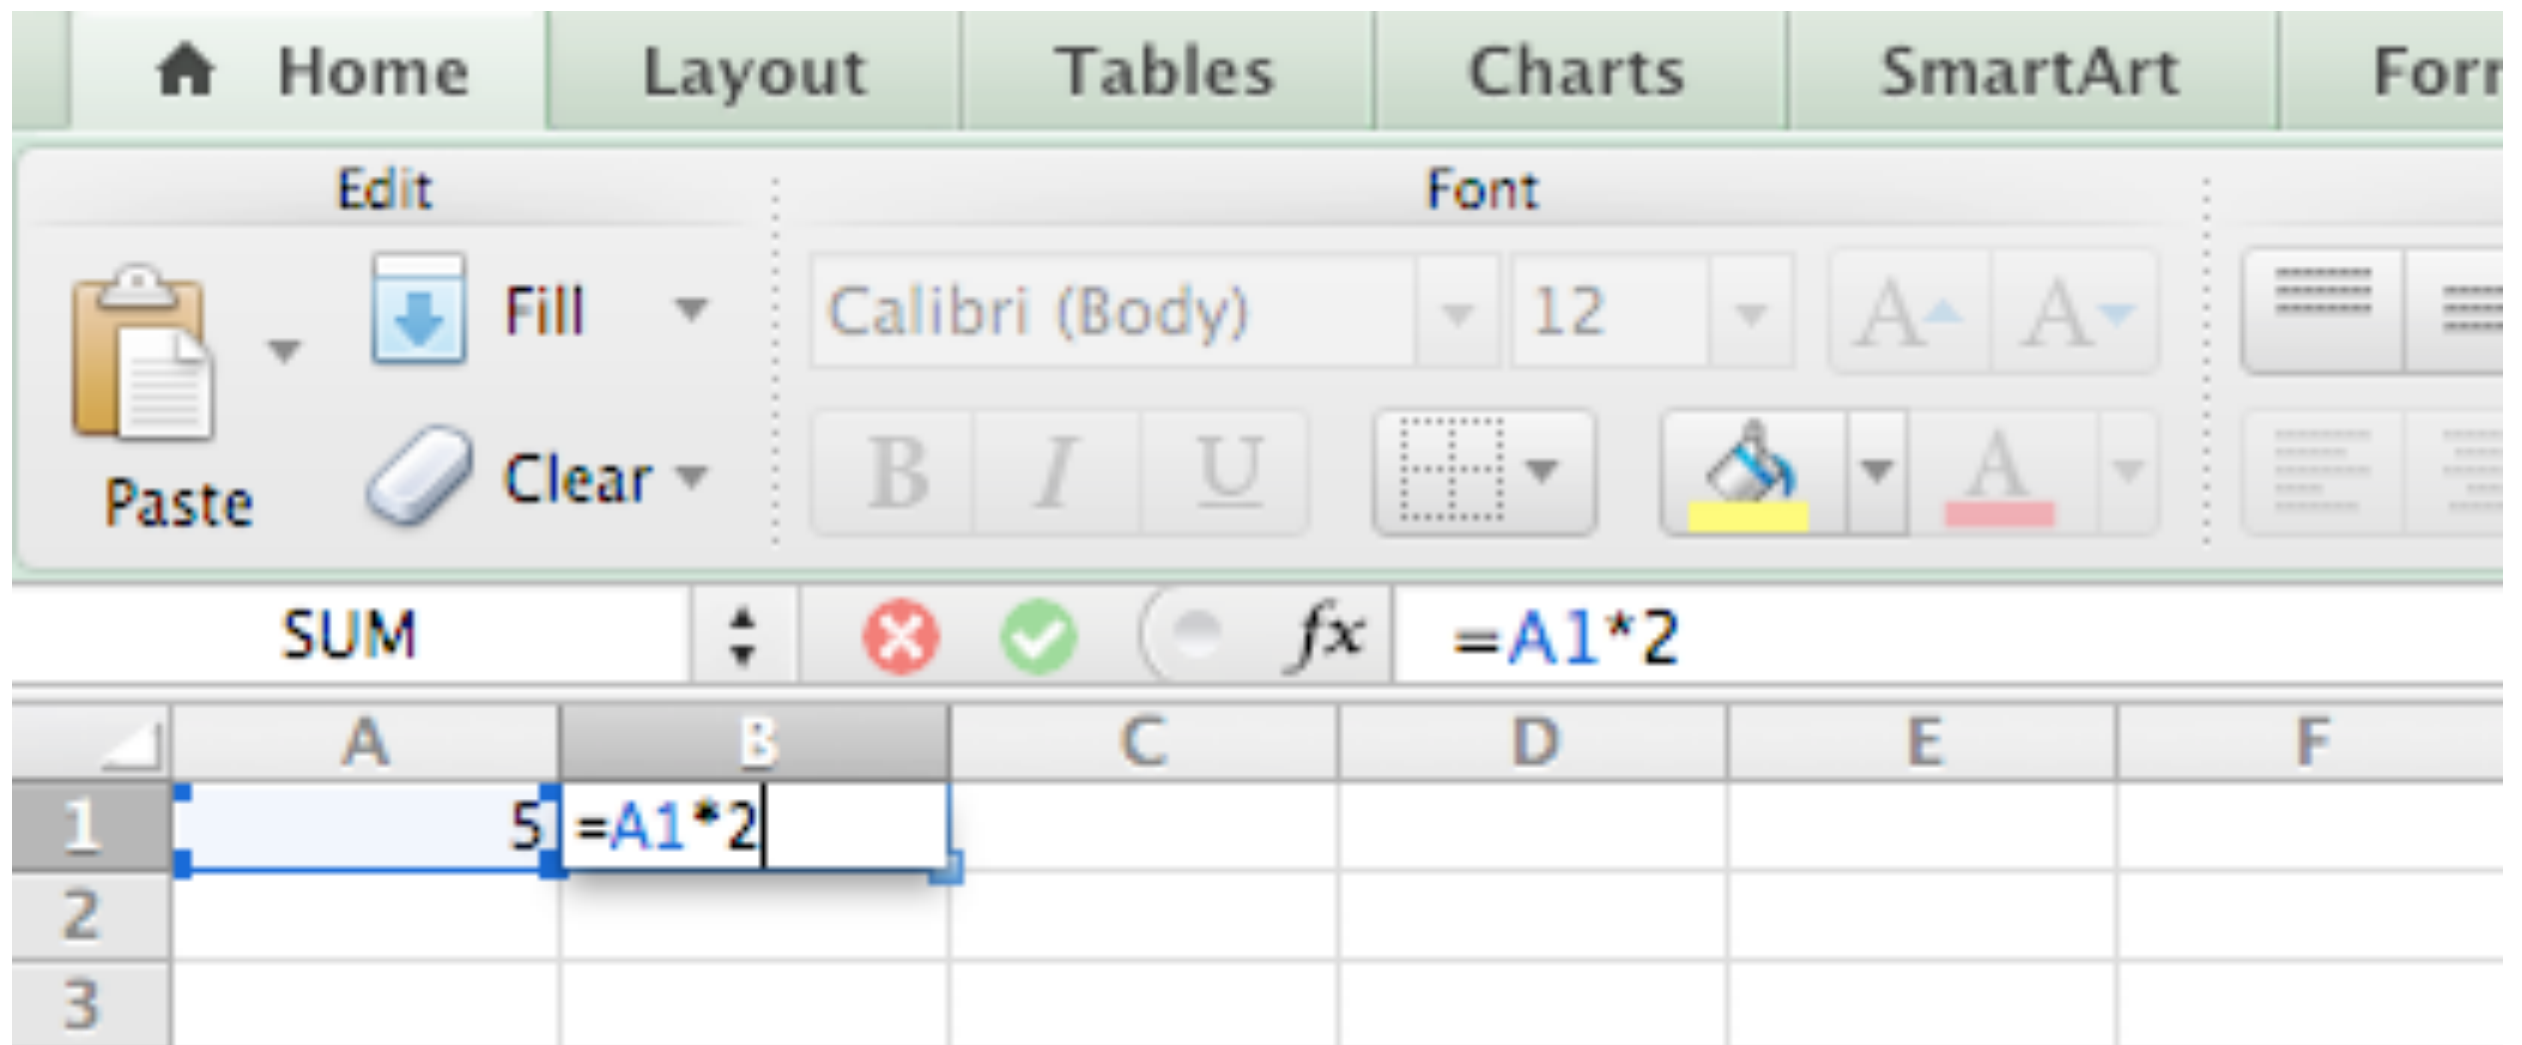 Home Layout Tables Charts SmartArt
Edit Font
Fill Calibri (Body) 12 A A
Paste Clear B I U A
SUM fx =A1*2
A B C D E F
1 5 =A1*2
2
3